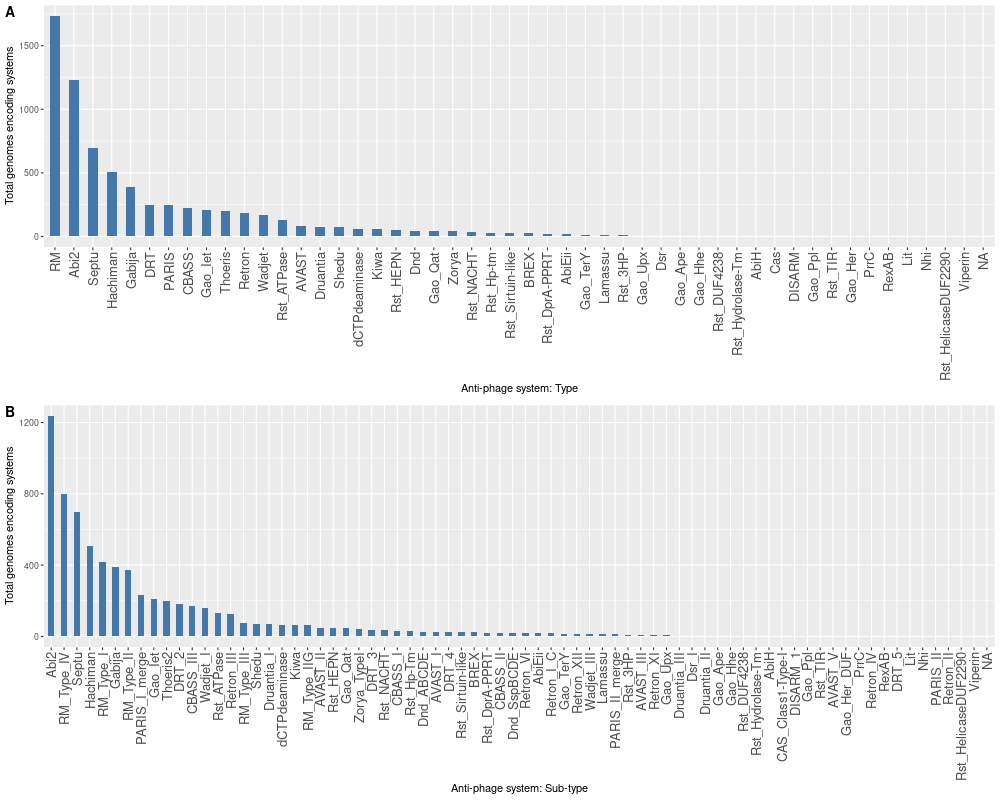 A
Total genomes encoding systems
1500
1000
500
0
RM
Abi2
Septu
Hachiman
Gabija
DRT
PARIS
CBASS
Gao_Iet
Thoeris
Retron
Wadjet
Rst_ATPase
AVAST
Druantia
Shedu
dCTPdeaminase
Kiwa
Rst_HEPN
Dnd
Gao_Qat
Zorya
Rst_NACHT
Rst_Hp-tm
Rst_Sirtuin-like
BREX
Rst_DprA-PPRT
AbiEii
Gao_TerY
Lamassu
Rst_3HP
Gao_Upx
Dsr
Gao_Ape
Gao_Hhe
Rst_DUF4238
Rst_Hydrolase-Tm
AbiH
Cas
DISARM
Gao_Ppl
Rst_TIR
Gao_Her
PrrC
RexAB
Lit
Nhi
Rst_HelicaseDUF2290
Viperin
NA
Anti-phage system: Type
B
Total genomes encoding systems
1200
800
400
0
Abi2
RM_Type_IV
Septu
Hachiman
RM_Type_I
Gabija
RM_Type_II
PARIS_I_merge
Gao_Iet
Thoeris2
DRT_2
CBASS_III
Wadjet_I
Rst_ATPase
Retron_III
RM_Type_III
Shedu
Druantia_I
dCTPdeaminase
Kiwa
RM_Type_IIG
AVAST_II
Rst_HEPN
Gao_Qat
Zorya_TypeI
DRT_3
Rst_NACHT
CBASS_I
Rst_Hp-Tm
Dnd_ABCDE
AVAST_I
DRT_4
Rst_Sirtuin-like
BREX
Rst_DprA-PPRT
CBASS_II
Dnd_SspBCDE
Retron_VI
AbiEii
Retron_I_C
Gao_TerY
Retron_XII
Wadjet_III
Lamassu
PARIS_II_merge
Rst_3HP
AVAST_III
Retron_XI
Gao_Upx
Druantia_III
Dsr_I
Druantia_II
Gao_Ape
Gao_Hhe
Rst_DUF4238
Rst_Hydrolase-Tm
AbiH
CAS_Class1-Type-I
DISARM_1
Gao_Ppl
Rst_TIR
AVAST_V
Gao_Her_DUF
PrrC
Retron_IV
RexAB
DRT_5
Lit
Nhi
PARIS_II
Retron_II
Rst_HelicaseDUF2290
Viperin
NA
Anti-phage system: Sub-type